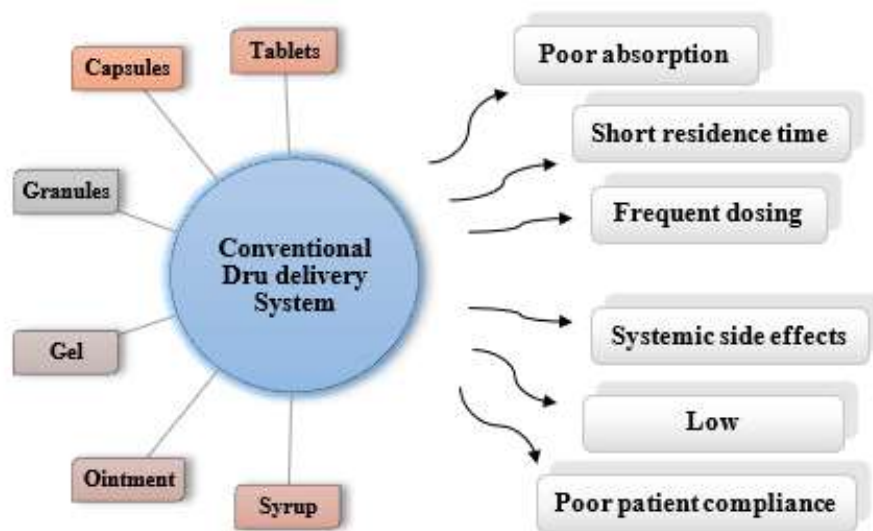 Tablets
Capsules
Granules
Gel
Ointment
Syrup
Conventional
Dru delivery
System
Poor absorption
Short residence time
Frequent dosing
Systemic side effects
Low
Poor patient compliance